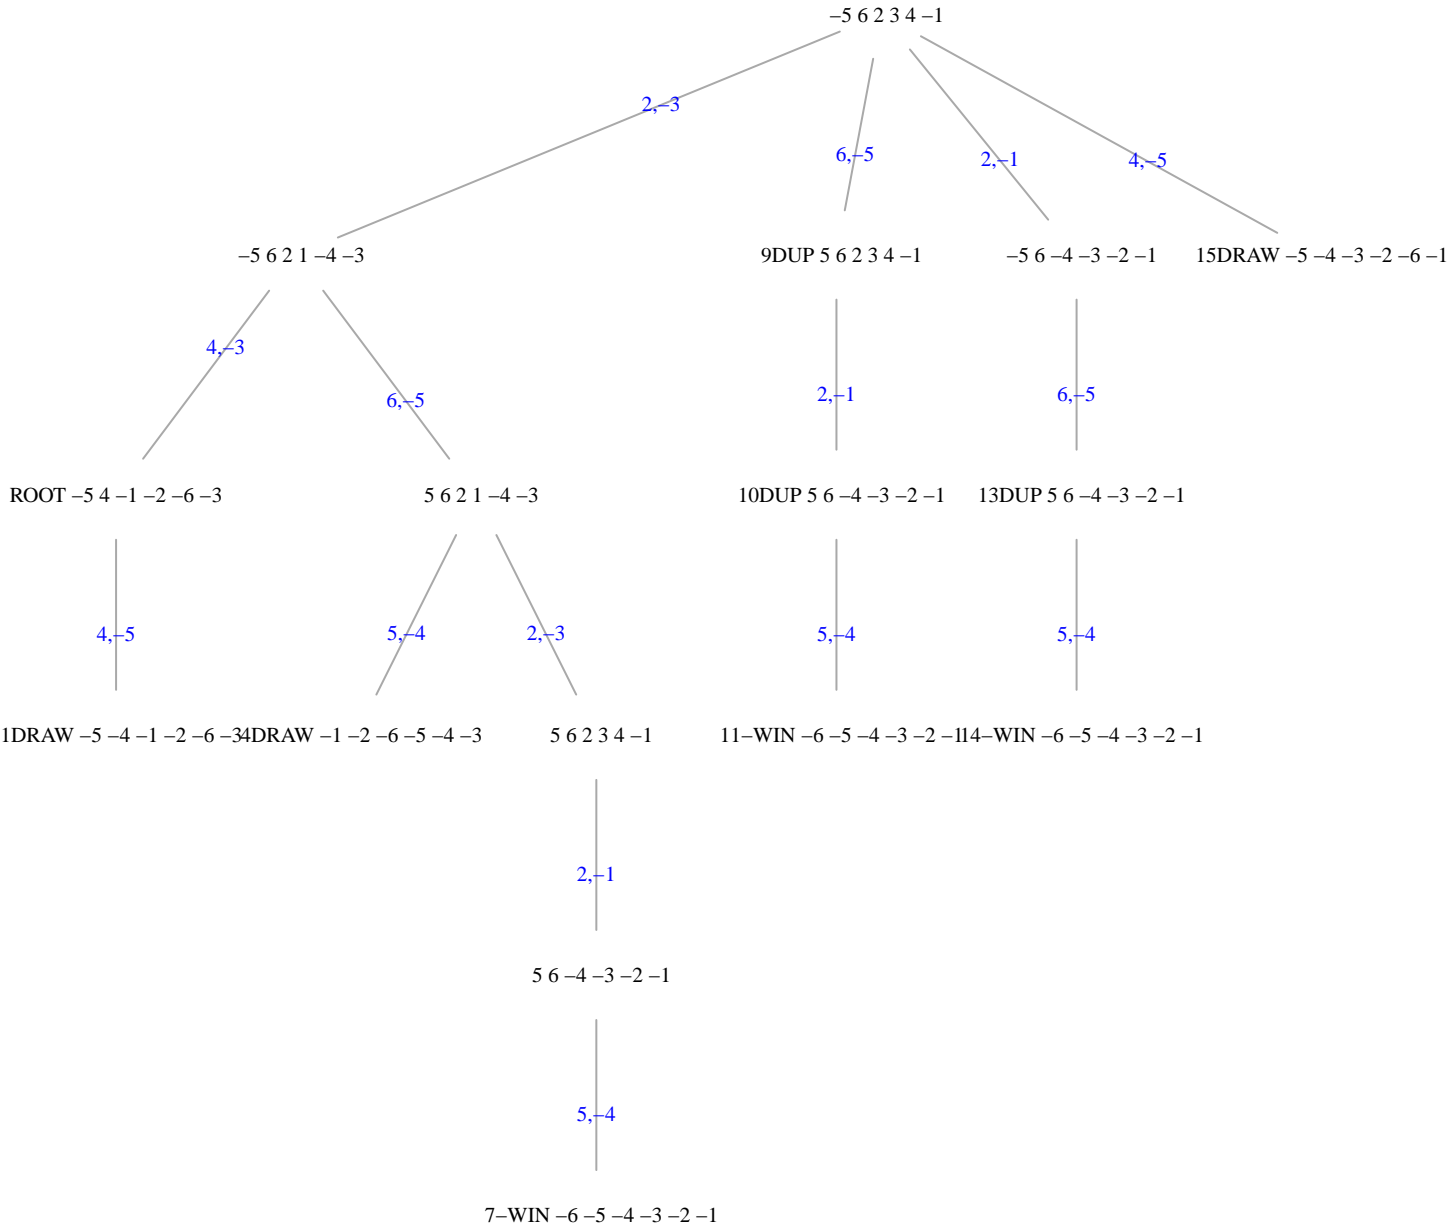 −5 6 2 3 4 −1
2,−3
6,−5
2,−1
4,−5
−5 6 2 1 −4 −3
9DUP 5 6 2 3 4 −1
−5 6 −4 −3 −2 −1
15DRAW −5 −4 −3 −2 −6 −1
4,−3
6,−5
2,−1
6,−5
ROOT −5 4 −1 −2 −6 −3
5 6 2 1 −4 −3
10DUP 5 6 −4 −3 −2 −1
13DUP 5 6 −4 −3 −2 −1
4,−5
5,−4
2,−3
5,−4
5,−4
1DRAW −5 −4 −1 −2 −6 −3
4DRAW −1 −2 −6 −5 −4 −3
5 6 2 3 4 −1
11−WIN −6 −5 −4 −3 −2 −1
14−WIN −6 −5 −4 −3 −2 −1
2,−1
5 6 −4 −3 −2 −1
5,−4
7−WIN −6 −5 −4 −3 −2 −1